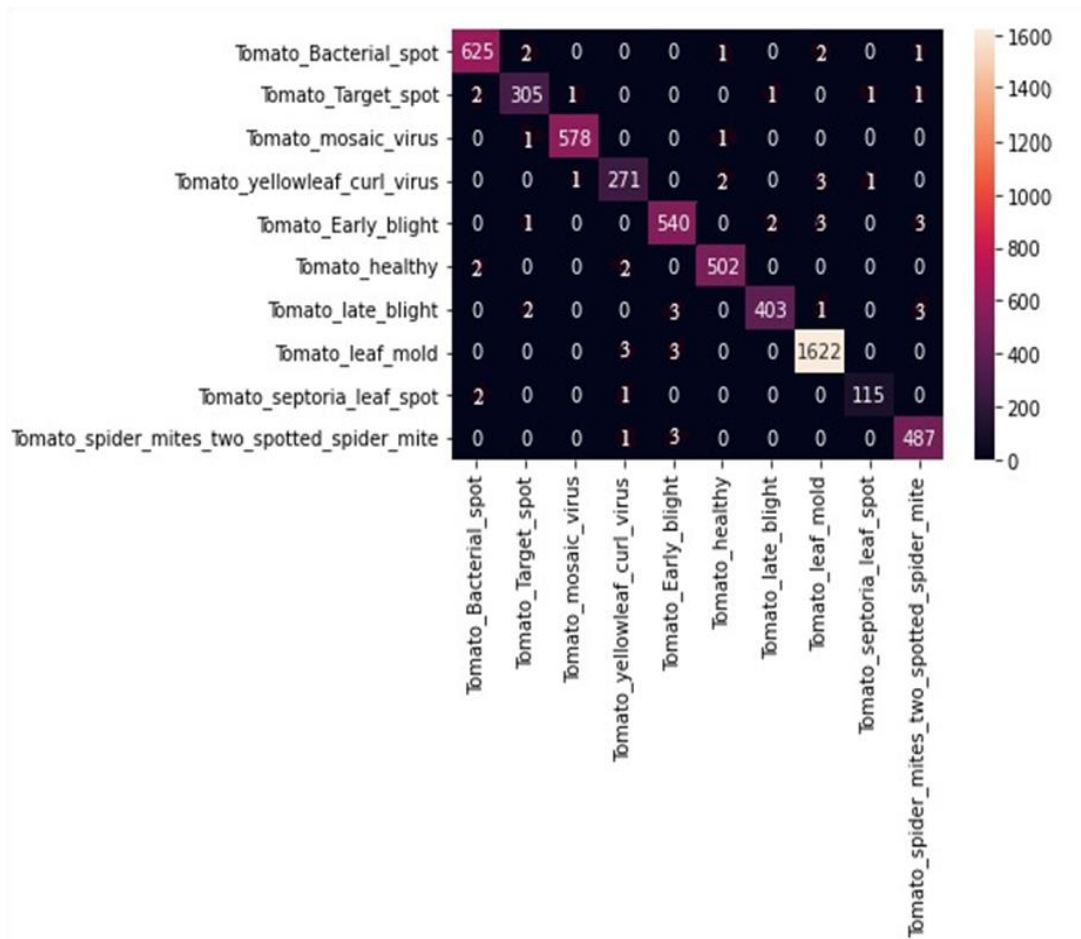 Tomato_Bacterial_spot 625 2 0 0 0 1 0 2 0 1
Tomato_Target_spot 2 305 1 0 0 0 1 0 1 1
Tomato_mosaic_virus 0 1 578 0 0 1 0 0 0 0
Tomato_yellowleaf_curl_virus 0 0 1 271 0 2 0 3 1 0
Tomato_Early_blight 0 1 0 0 540 0 2 3 0 3
Tomato_healthy 2 0 0 2 0 502 0 0 0 0
Tomato_late_blight 0 2 0 0 3 0 403 1 0 3
Tomato_leaf_mold 0 0 0 3 3 0 0 1622 0 0
Tomato_septoria_leaf_spot 2 0 0 1 0 0 0 0 115 0
Tomato_spider_mites_two_spotted_spider_mite 0 0 0 1 3 0 0 0 0 487
1600
1400
1200
1000
800
600
400
200
0
Tomato_Bacterial_spot
Tomato_Target_spot
Tomato_mosaic_virus
Tomato_yellowleaf_curl_virus
Tomato_Early_blight
Tomato_healthy
Tomato_late_blight
Tomato_leaf_mold
Tomato_septoria_leaf_spot
Tomato_spider_mites_two_spotted_spider_mite